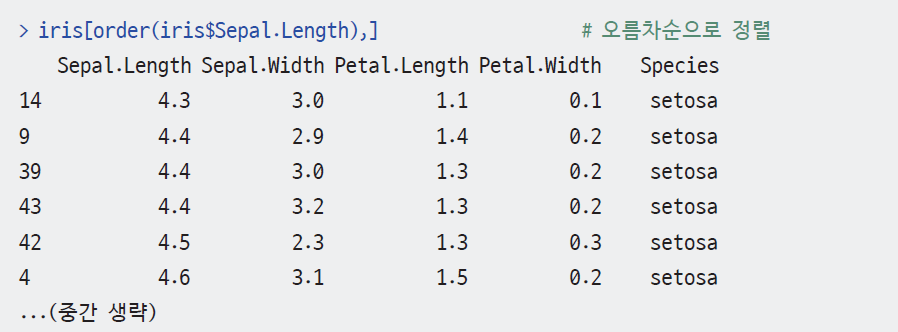 > iris[order(iris$Sepal.Length),] # 오름차순으로 정렬
Sepal.Length Sepal.Width Petal.Length Petal.Width Species
14 4.3 3.0 1.1 0.1 setosa
9 4.4 2.9 1.4 0.2 setosa
39 4.4 3.0 1.3 0.2 setosa
43 4.4 3.2 1.3 0.2 setosa
42 4.5 2.3 1.3 0.3 setosa
4 4.6 3.1 1.5 0.2 setosa
...(중간 생략)